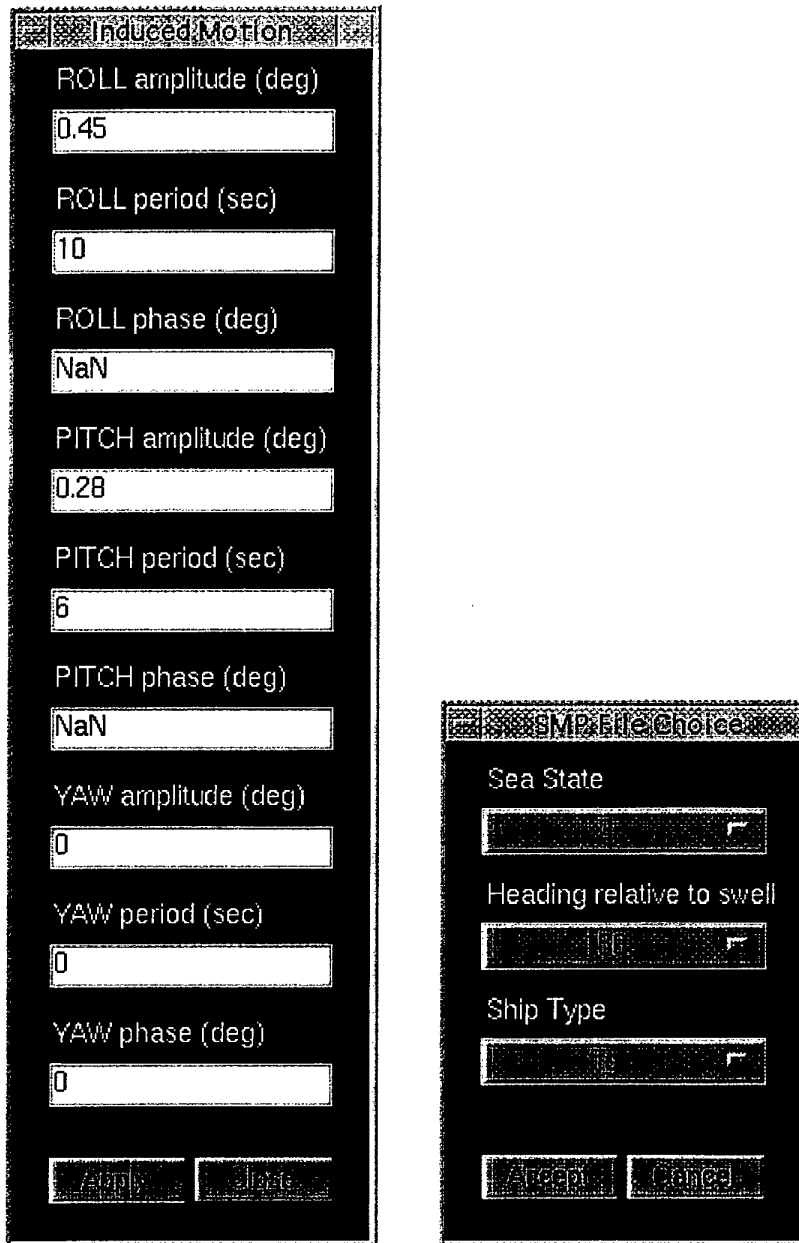 Induced Motion
ROLL amplitude (deg)
0.45
ROLL period (sec)
10
ROLL phase (deg)
NaN
PITCH amplitude (deg)
0.28
PITCH period (sec)
6
PITCH phase (deg)
NaN
YAW amplitude (deg)
0
YAW period (sec)
0
YAW phase (deg)
0
Apply Close
SMP File Choice
Sea State
Heading relative to swell
Ship Type
Accept Cancel